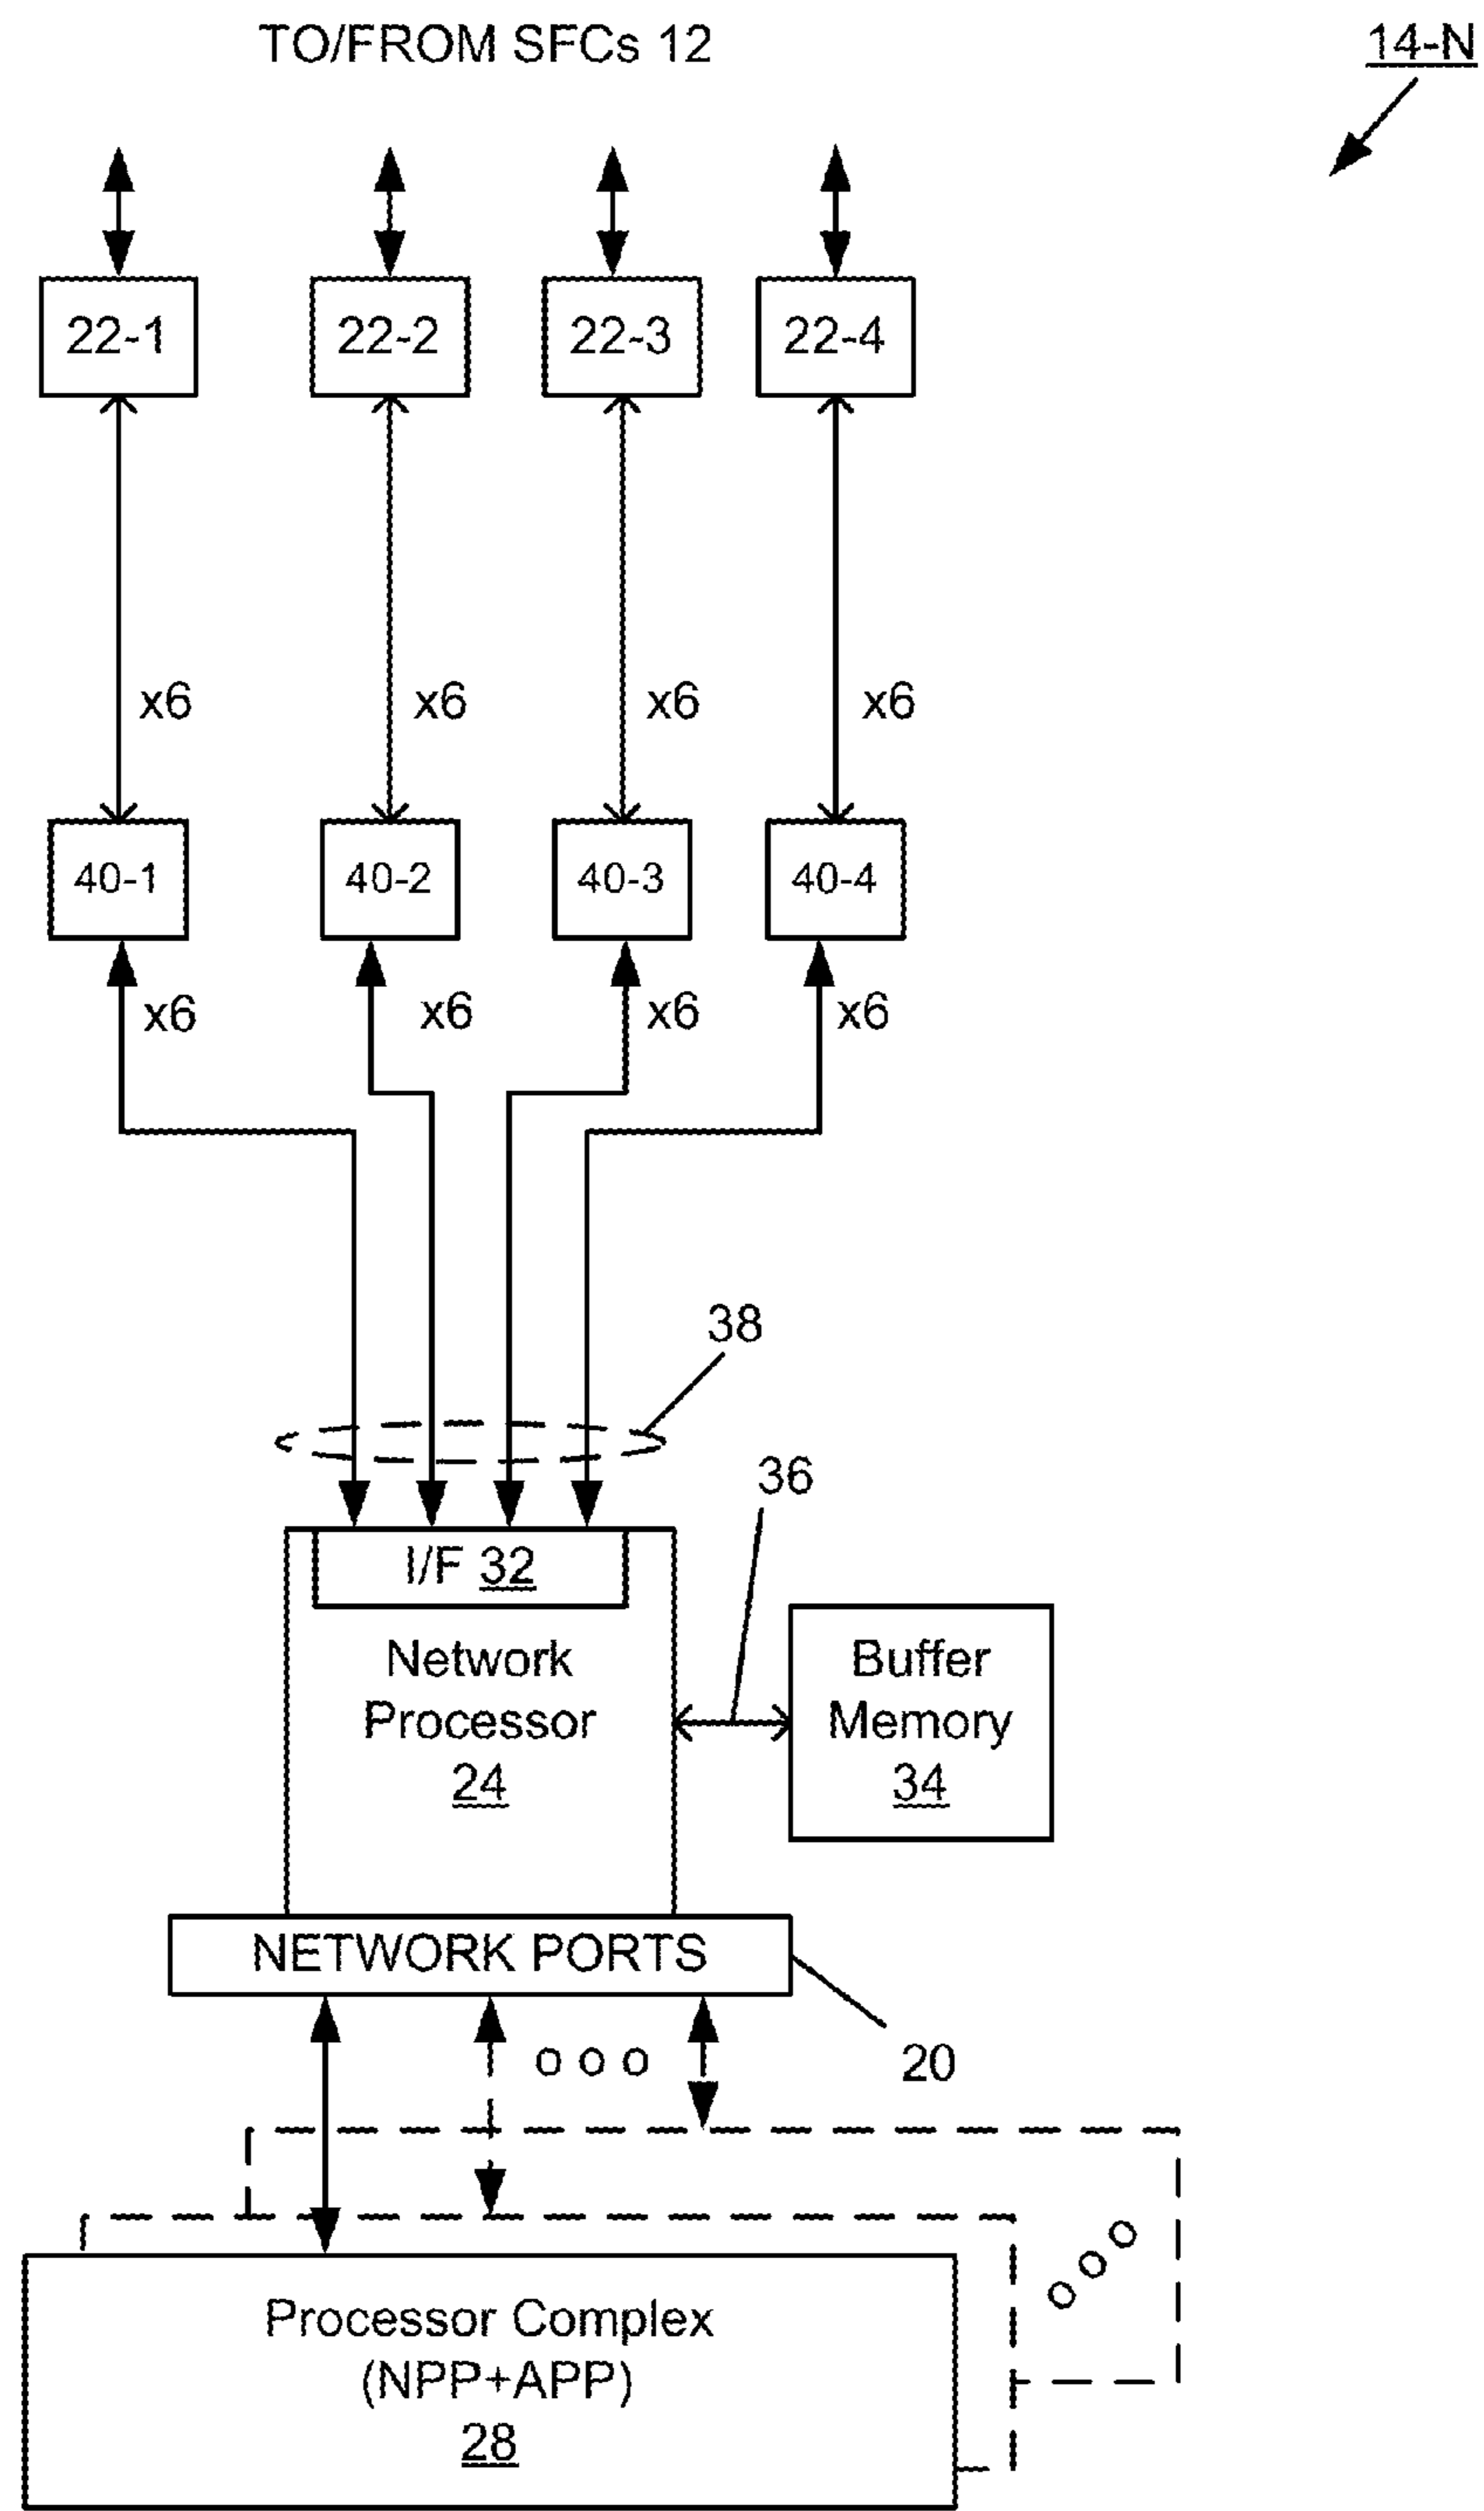 TO/FROM SFCs 12
14-N
22-1 22-2 22-3 22-4
x6 x6 x6 x6
40-1 40-2 40-3 40-4
x6 x6 x6 x6
38
36
I/F 32
Network
Processor
24
Buffer
Memory
34
NETWORK PORTS
20
Processor Complex
(NPP+APP)
28